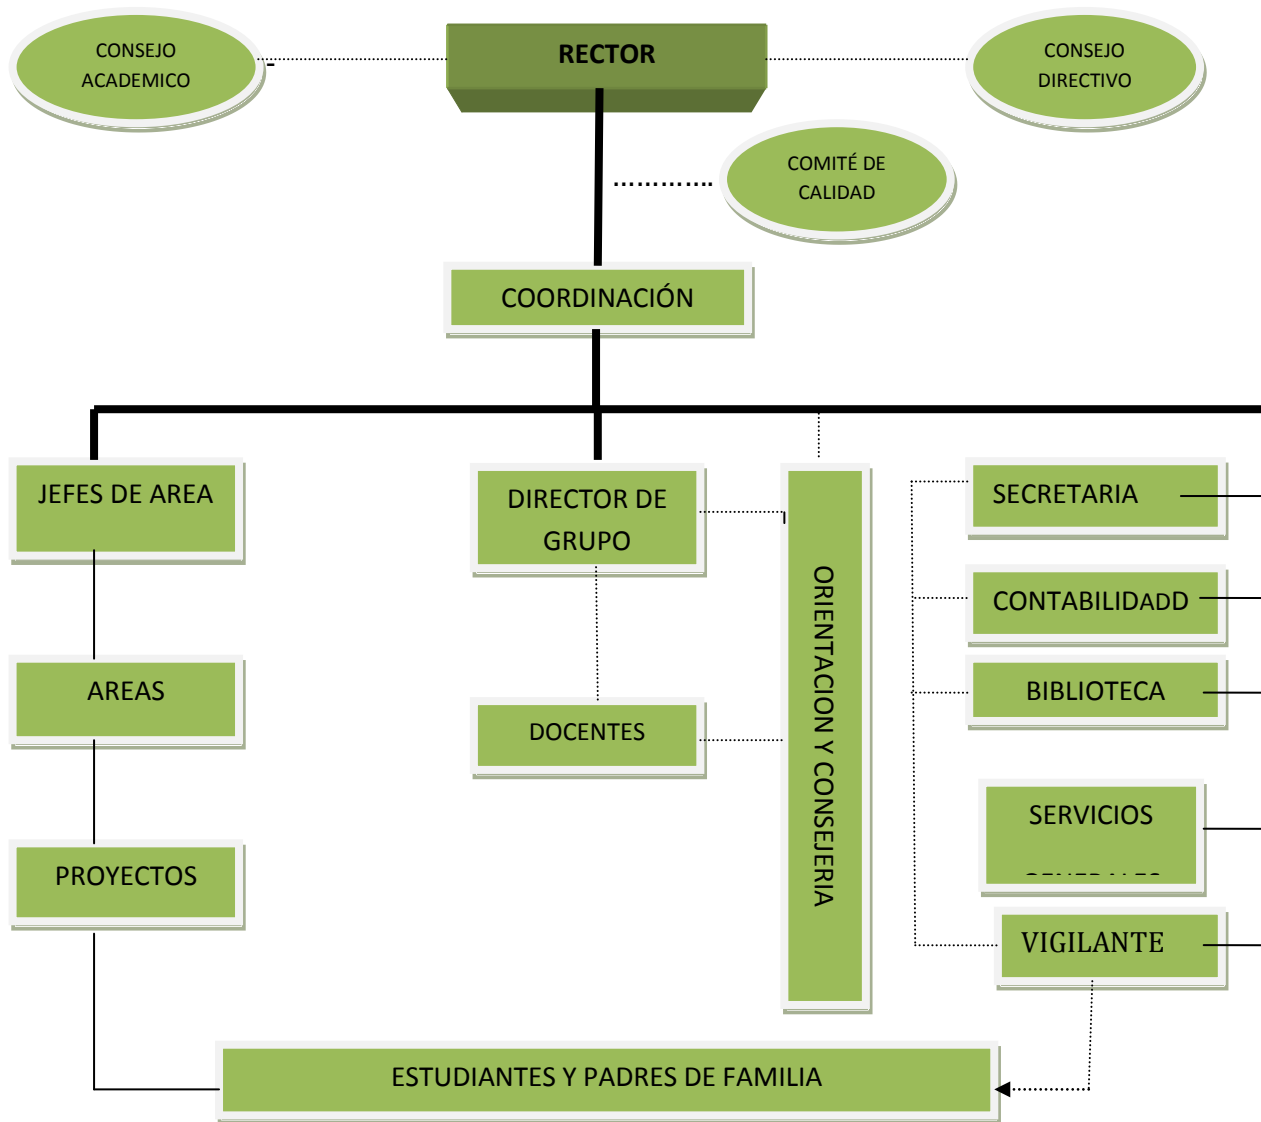 CONSEJO
ACADEMICO
-
RECTOR
CONSEJO
DIRECTIVO
COMITÉ DE
CALIDAD
.............
COORDINACIÓN
JEFES DE AREA
DIRECTOR DE
GRUPO
ORIENTACION Y CONSEJERIA
SECRETARIA
CONTABILIDADD
AREAS
DOCENTES
BIBLIOTECA
PROYECTOS
SERVICIOS
VIGILANTE
ESTUDIANTES Y PADRES DE FAMILIA